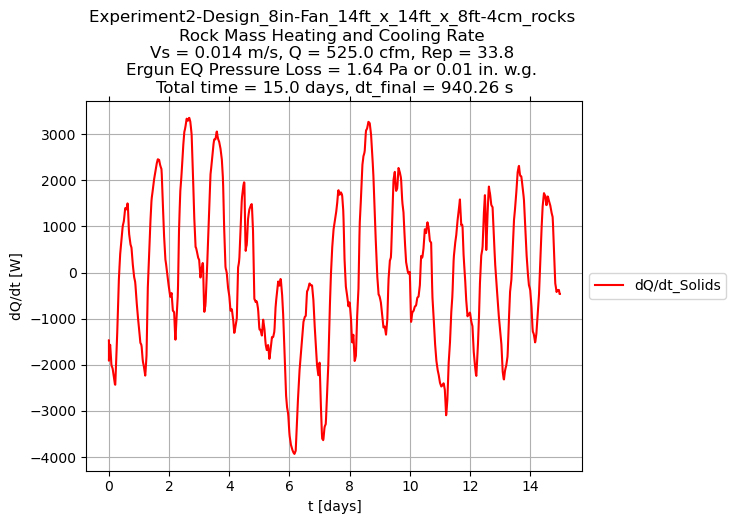 Experiment2-Design_8in-Fan_14ft_x_14ft_x_8ft-4cm_rocks
Rock Mass Heating and Cooling Rate
Vs = 0.014 m/s, Q = 525.0 cfm, Rep = 33.8
Ergun EQ Pressure Loss = 1.64 Pa or 0.01 in. w.g.
Total time = 15.0 days, dt_final = 940.26 s
3000
2000
1000
0
−1000
−2000
−3000
−4000
dQ/dt [W]
dQ/dt_Solids
0 2 4 6 8 10 12 14
t [days]